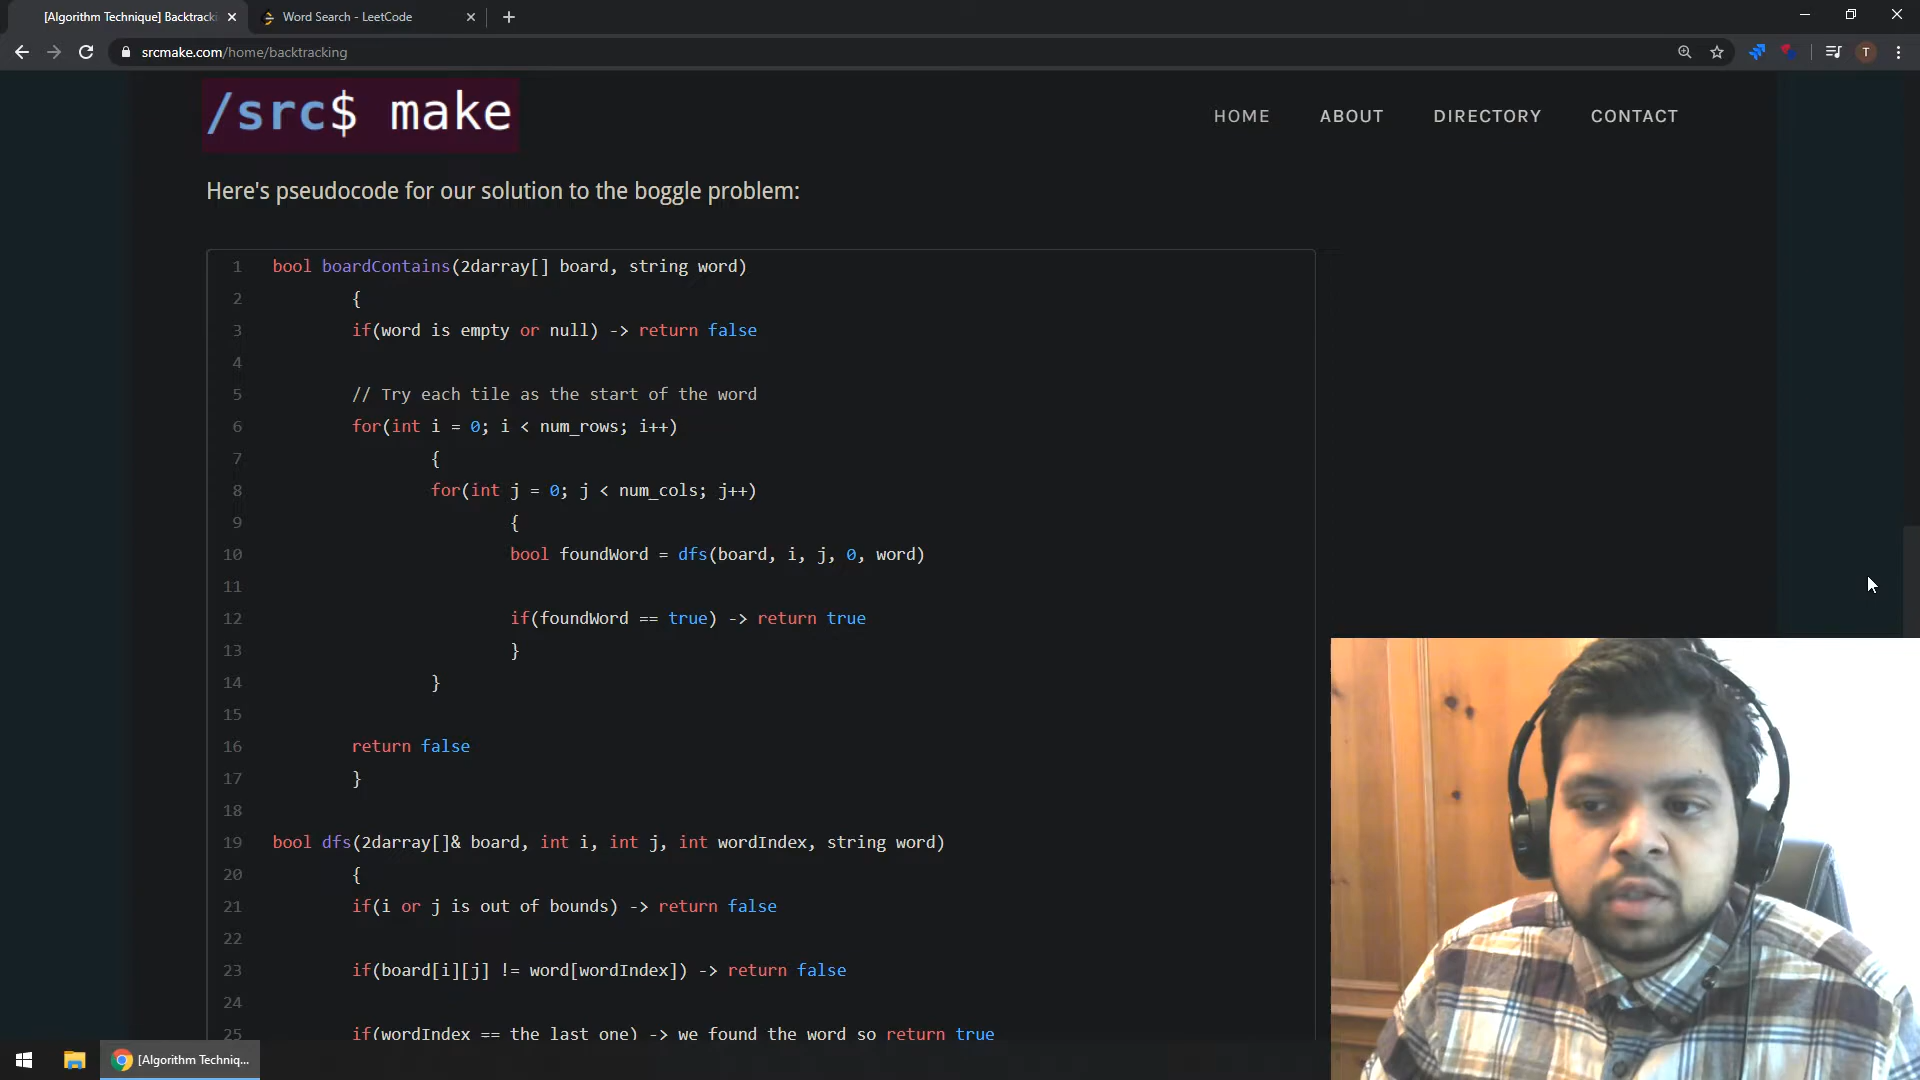 [Algorithm Technique] Backtracki
Word Search - LeetCode
srcmake.com/home/backtracking
T
/src$ make
HOME
ABOUT
DIRECTORY
CONTACT
Here's pseudocode for our solution to the boggle problem:
1 bool boardContains(2darray[] board, string word)
2 {
3 if(word is empty or null) -> return false
4
5 // Try each tile as the start of the word
6 for(int i = 0; i < num_rows; i++)
7 {
8 for(int j = 0; j < num_cols; j++)
9 {
10 bool foundWord = dfs(board, i, j, 0, word)
11
12 if(foundWord == true) -> return true
13 }
14 }
15
16 return false
17 }
18
19 bool dfs(2darray[]& board, int i, int j, int wordIndex, string word)
20 {
21 if(i or j is out of bounds) -> return false
22
23 if(board[i][j] != word[wordIndex]) -> return false
24
25 if(wordIndex == the last one) -> we found the word so return true
[Algorithm Techniq...